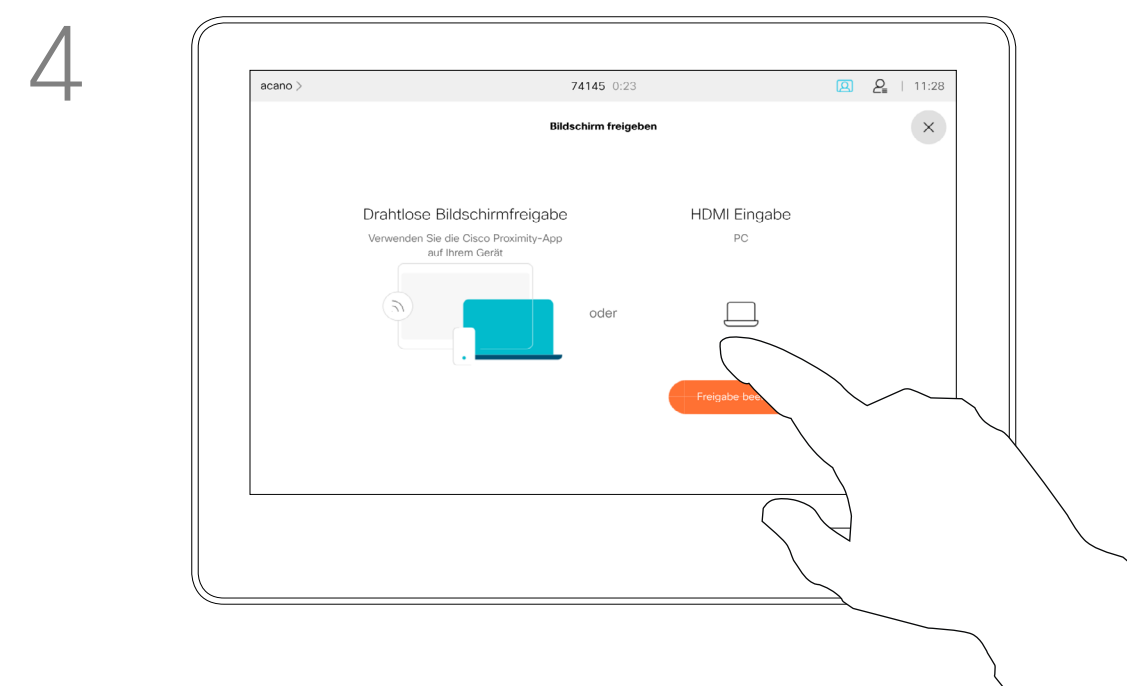 4
acano >
74145 0:23
11:28
Bildschirm freigeben
Drahtlose Bildschirmfreigabe
Verwenden Sie die Cisco Proximity-App
auf Ihrem Gerät
oder
HDMI Eingabe
PC
Freigabe